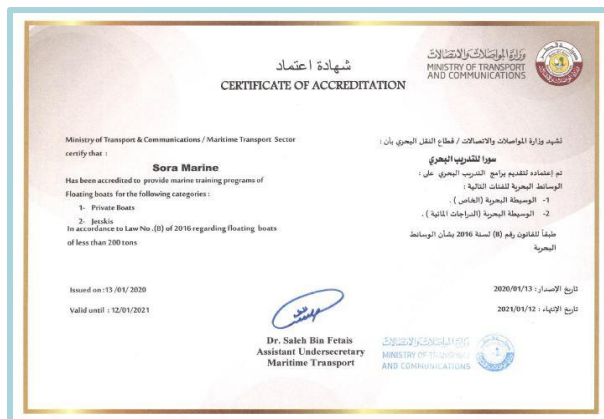 وزارة المواصلات والاتصالات
MINISTRY OF TRANSPORT
AND COMMUNICATIONS
شهادة اعتماد
CERTIFICATE OF ACCREDITATION
Ministry of Transport & Communications / Maritime Transport Sector
certify that :
Sora Marine
Has been accredited to provide marine training programs of
Floating boats for the following categories :
1- Private Boats
2- Jetskis
In accordance to Law No .(B) of 2016 regarding floating boats
of less than 200 tons
تشهد وزارة المواصلات والاتصالات / قطاع النقل البحري بأن :
سورا للتدريب البحري
تم إعتماده لتقديم برامج التدريب البحري على :
الوسائط البحرية للفئات التالية :
1- الوسيطة البحرية (الخاص) .
2- الوسيطة البحرية (الدراجات المائية) .
طبقاً للقانون رقم (8) لسنة 2016 بشأن الوسائط
البحرية
Issued on :13 /01/ 2020
Valid until : 12/01/2021
تاريخ الإصدار : 2020/01/13
تاريخ الإنتهاء : 2021/01/12
Dr. Saleh Bin Fetais
Assistant Undersecretary
Maritime Transport
وزارة المواصلات والاتصالات
MINISTRY OF TRANSPORT
AND COMMUNICATIONS